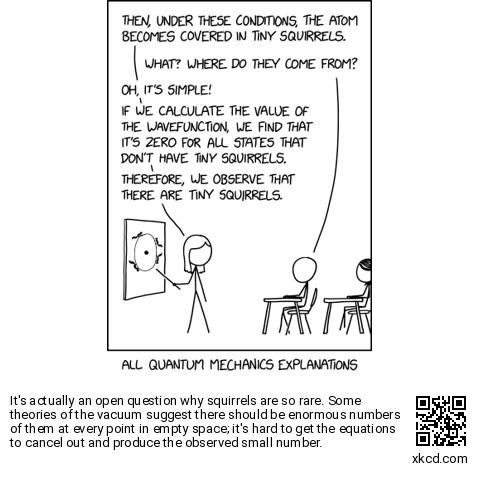 THEN, UNDER THESE CONDITIONS, THE ATOM
BECOMES COVERED IN TINY SQUIRRELS.
WHAT? WHERE DO THEY COME FROM?
OH, IT'S SIMPLE!
IF WE CALCULATE THE VALUE OF
THE WAVEFUNCTION, WE FIND THAT
IT'S ZERO FOR ALL STATES THAT
DON'T HAVE TINY SQUIRRELS.
THEREFORE, WE OBSERVE THAT
THERE ARE TINY SQUIRRELS.
ALL QUANTUM MECHANICS EXPLANATIONS
It's actually an open question why squirrels are so rare. Some
theories of the vacuum suggest there should be enormous numbers
of them at every point in empty space; it's hard to get the equations
to cancel out and produce the observed small number.
xkcd.com